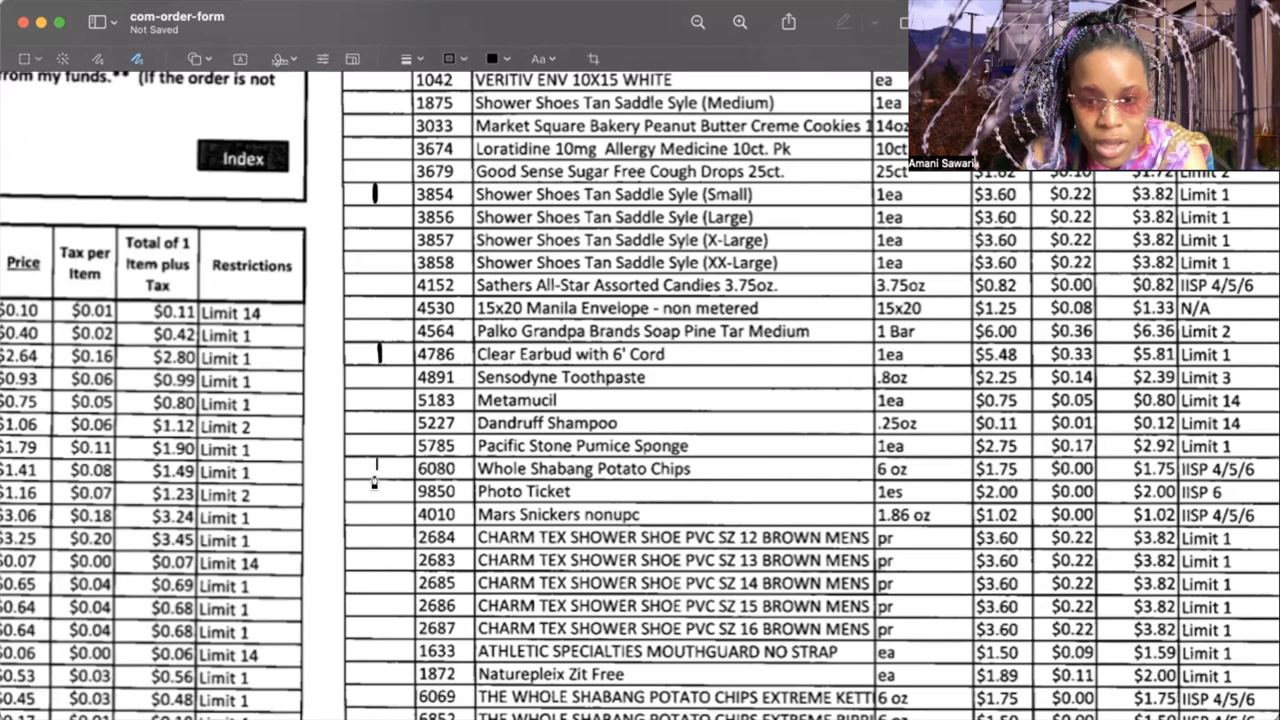 com-order-form
Not Saved
Aa
Amani Sawari
from my funds.** (If the order is not
Index
Price Tax per Item Total of 1 Item plus Tax Restrictions
$0.10 $0.01 $0.11 Limit 14
$0.40 $0.02 $0.42 Limit 1
$2.64 $0.16 $2.80 Limit 1
$0.93 $0.06 $0.99 Limit 1
$0.75 $0.05 $0.80 Limit 1
$1.06 $0.06 $1.12 Limit 2
$1.79 $0.11 $1.90 Limit 1
$1.41 $0.08 $1.49 Limit 1
$1.16 $0.07 $1.23 Limit 2
$3.06 $0.18 $3.24 Limit 1
$3.25 $0.20 $3.45 Limit 1
$0.07 $0.00 $0.07 Limit 14
$0.65 $0.04 $0.69 Limit 1
$0.64 $0.04 $0.68 Limit 1
$0.64 $0.04 $0.68 Limit 1
$0.06 $0.00 $0.06 Limit 14
$0.53 $0.03 $0.56 Limit 1
$0.45 $0.03 $0.48 Limit 1
1042 VERITIV ENV 10X15 WHITE ea
1875 Shower Shoes Tan Saddle Syle (Medium) 1ea
3033 Market Square Bakery Peanut Butter Creme Cookies 1 14oz
3674 Loratidine 10mg Allergy Medicine 10ct. Pk 10ct
3679 Good Sense Sugar Free Cough Drops 25ct. 25ct $1.62 $0.10 $1.72 Limit 2
3854 Shower Shoes Tan Saddle Syle (Small) 1ea $3.60 $0.22 $3.82 Limit 1
3856 Shower Shoes Tan Saddle Syle (Large) 1ea $3.60 $0.22 $3.82 Limit 1
3857 Shower Shoes Tan Saddle Syle (X-Large) 1ea $3.60 $0.22 $3.82 Limit 1
3858 Shower Shoes Tan Saddle Syle (XX-Large) 1ea $3.60 $0.22 $3.82 Limit 1
4152 Sathers All-Star Assorted Candies 3.75oz. 3.75oz $0.82 $0.00 $0.82 IISP 4/5/6
4530 15x20 Manila Envelope - non metered 15x20 $1.25 $0.08 $1.33 N/A
4564 Palko Grandpa Brands Soap Pine Tar Medium 1 Bar $6.00 $0.36 $6.36 Limit 2
4786 Clear Earbud with 6' Cord 1ea $5.48 $0.33 $5.81 Limit 1
4891 Sensodyne Toothpaste .8oz $2.25 $0.14 $2.39 Limit 3
5183 Metamucil 1ea $0.75 $0.05 $0.80 Limit 14
5227 Dandruff Shampoo .25oz $0.11 $0.01 $0.12 Limit 14
5785 Pacific Stone Pumice Sponge 1ea $2.75 $0.17 $2.92 Limit 1
6080 Whole Shabang Potato Chips 6 oz $1.75 $0.00 $1.75 IISP 4/5/6
9850 Photo Ticket 1es $2.00 $0.00 $2.00 IISP 6
4010 Mars Snickers nonupc 1.86 oz $1.02 $0.00 $1.02 IISP 4/5/6
2684 CHARM TEX SHOWER SHOE PVC SZ 12 BROWN MENS pr $3.60 $0.22 $3.82 Limit 1
2683 CHARM TEX SHOWER SHOE PVC SZ 13 BROWN MENS pr $3.60 $0.22 $3.82 Limit 1
2685 CHARM TEX SHOWER SHOE PVC SZ 14 BROWN MENS pr $3.60 $0.22 $3.82 Limit 1
2686 CHARM TEX SHOWER SHOE PVC SZ 15 BROWN MENS pr $3.60 $0.22 $3.82 Limit 1
2687 CHARM TEX SHOWER SHOE PVC SZ 16 BROWN MENS pr $3.60 $0.22 $3.82 Limit 1
1633 ATHLETIC SPECIALTIES MOUTHGUARD NO STRAP ea $1.50 $0.09 $1.59 Limit 1
1872 Naturepleix Zit Free ea $1.89 $0.11 $2.00 Limit 1
6069 THE WHOLE SHABANG POTATO CHIPS EXTREME KETT 6 oz $1.75 $0.00 $1.75 IISP 4/5/6
6852 THE WHOLE SHABANG POTATO CHIPS EXTREME